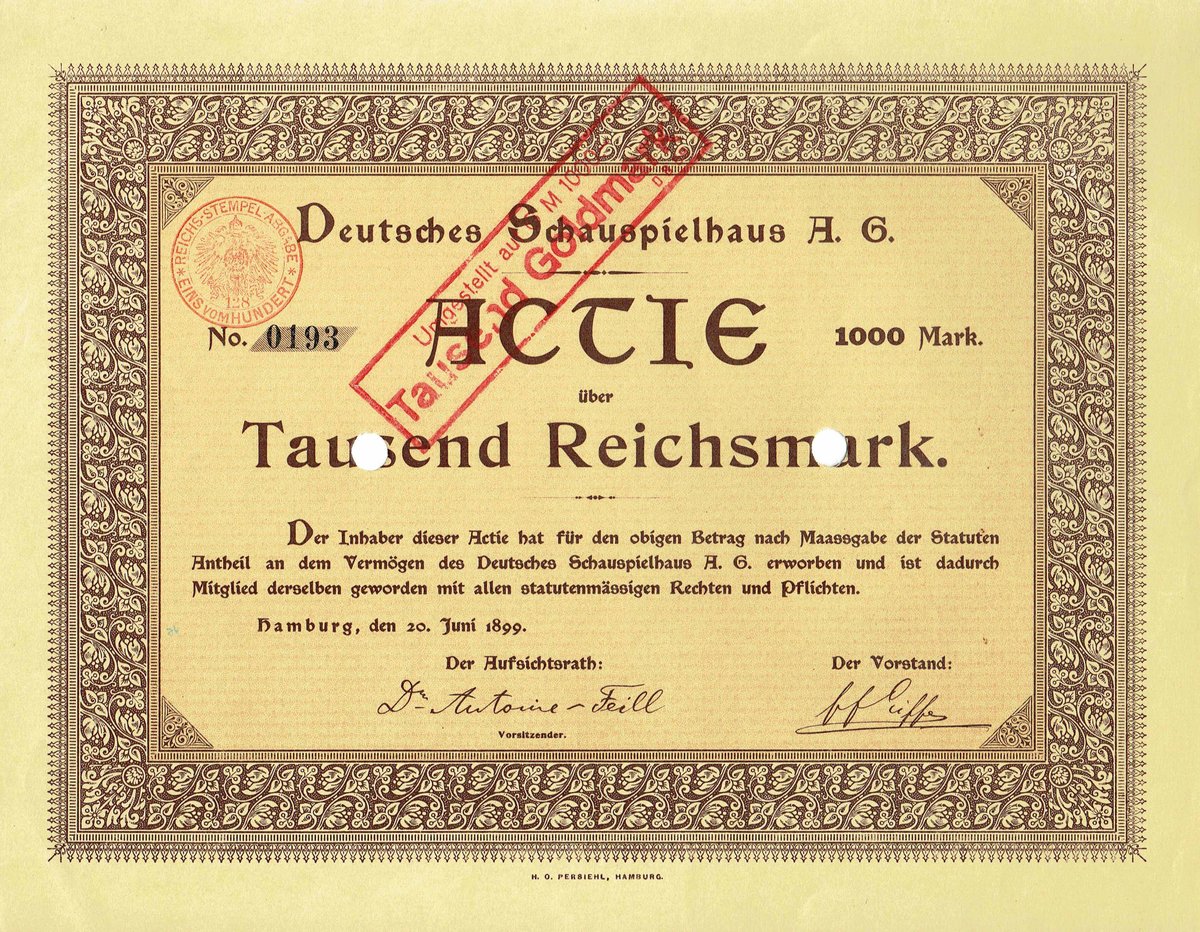 Deutsches Schauspielhaus A. G.
REICHS-STEMPEL-ABGABE
EINS VOM HUNDERT
128
Umgestellt auf M 1000.-
Tausend Goldmark
No. 0193
ACTIE
1000 Mark.
über
Tausend Reichsmark.
Der Inhaber dieser Actie hat für den obigen Betrag nach Maassgabe der Statuten
Antheil an dem Vermögen des Deutsches Schauspielhaus A. G. erworben und ist dadurch
Mitglied derselben geworden mit allen statutenmässigen Rechten und Pflichten.
Hamburg, den 20. Juni 1899.
Der Aufsichtsrath: Der Vorstand:
Dr. Antoine-Feill
Vorsitzender.
H. O. PERSIEHL, HAMBURG.